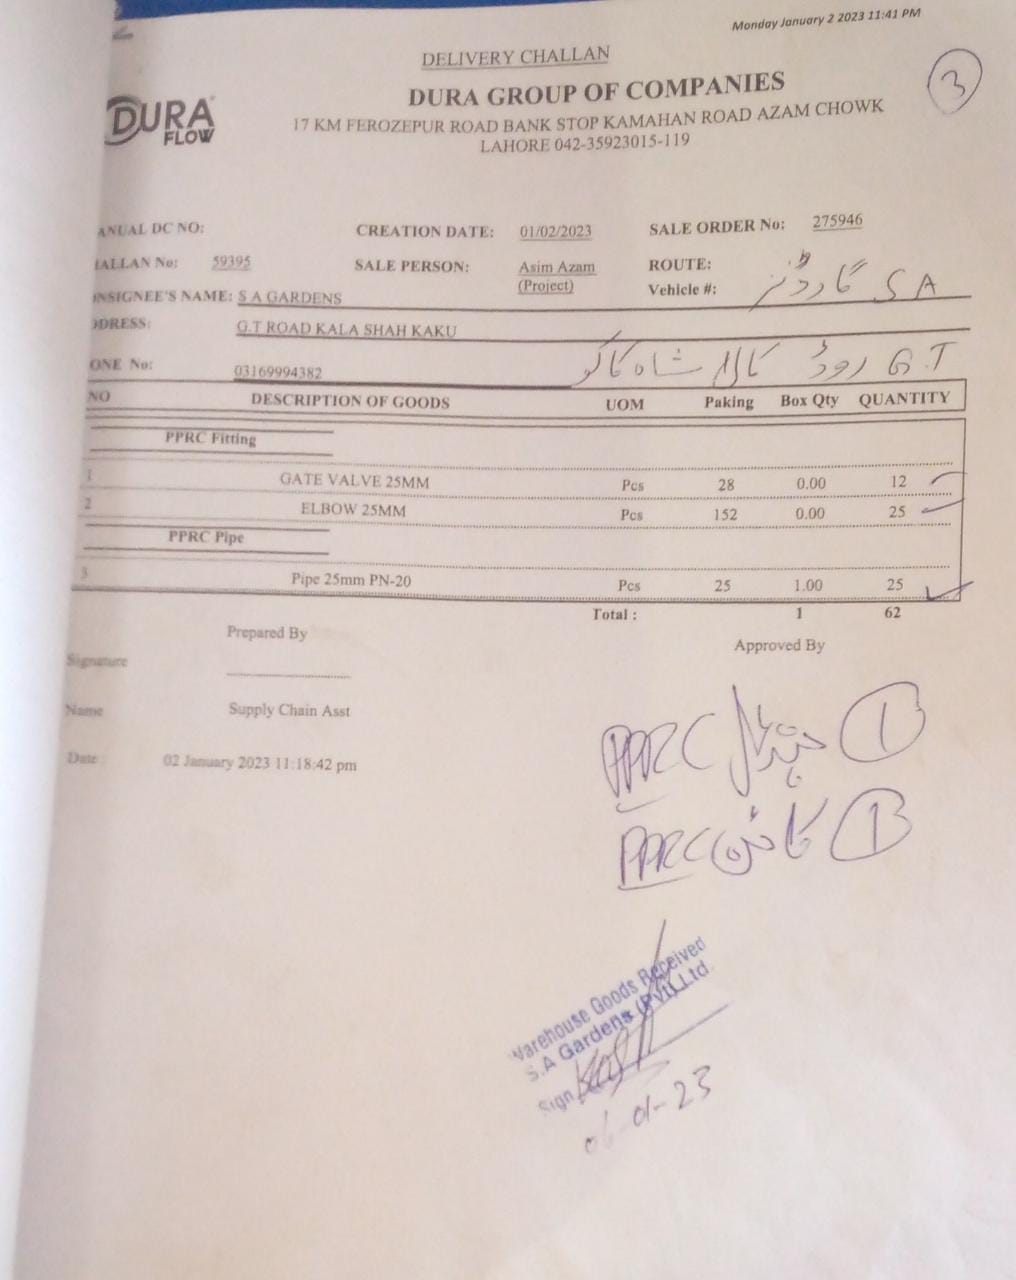 Monday January 2 2023 11:41 PM
DELIVERY CHALLAN
3
DURA GROUP OF COMPANIES
DURA FLOW
17 KM FEROZEPUR ROAD BANK STOP KAMAHAN ROAD AZAM CHOWK
LAHORE 042-35923015-119
ANUAL DC NO: CREATION DATE: 01/02/2023 SALE ORDER No: 275946
HALLAN No: 59395 SALE PERSON: Asim Azam (Project) ROUTE:
Vehicle #:
S A گارڈنز
ONSIGNEE'S NAME: S A GARDENS
DDRESS: G.T ROAD KALA SHAH KAKU
G.T روڈ کالا شاہ کاکو
ONE No: 03169994382
NO DESCRIPTION OF GOODS UOM Paking Box Qty QUANTITY
PPRC Fitting
1 GATE VALVE 25MM Pcs 28 0.00 12
2 ELBOW 25MM Pcs 152 0.00 25
PPRC Pipe
3 Pipe 25mm PN-20 Pcs 25 1.00 25
Total : 1 62
Prepared By Approved By
Signature
Name Supply Chain Asst
Date : 02 January 2023 11:18:42 pm
PPRC بنڈل 1
PPRC کاٹن 1
Warehouse Goods Received
S.A Gardens (Pvt) Ltd
Sign
06-01-23